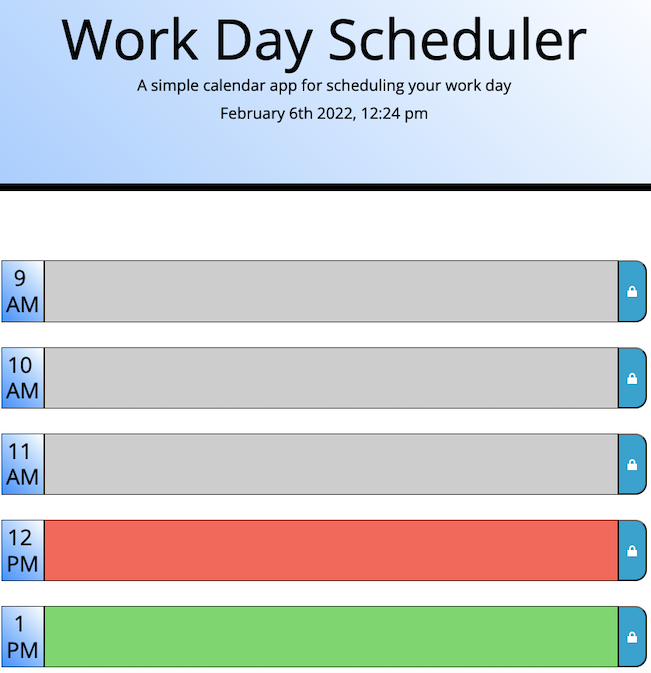 Work Day Scheduler
A simple calendar app for scheduling your work day
February 6th 2022, 12:24 pm
9
AM
10
AM
11
AM
12
PM
1
PM